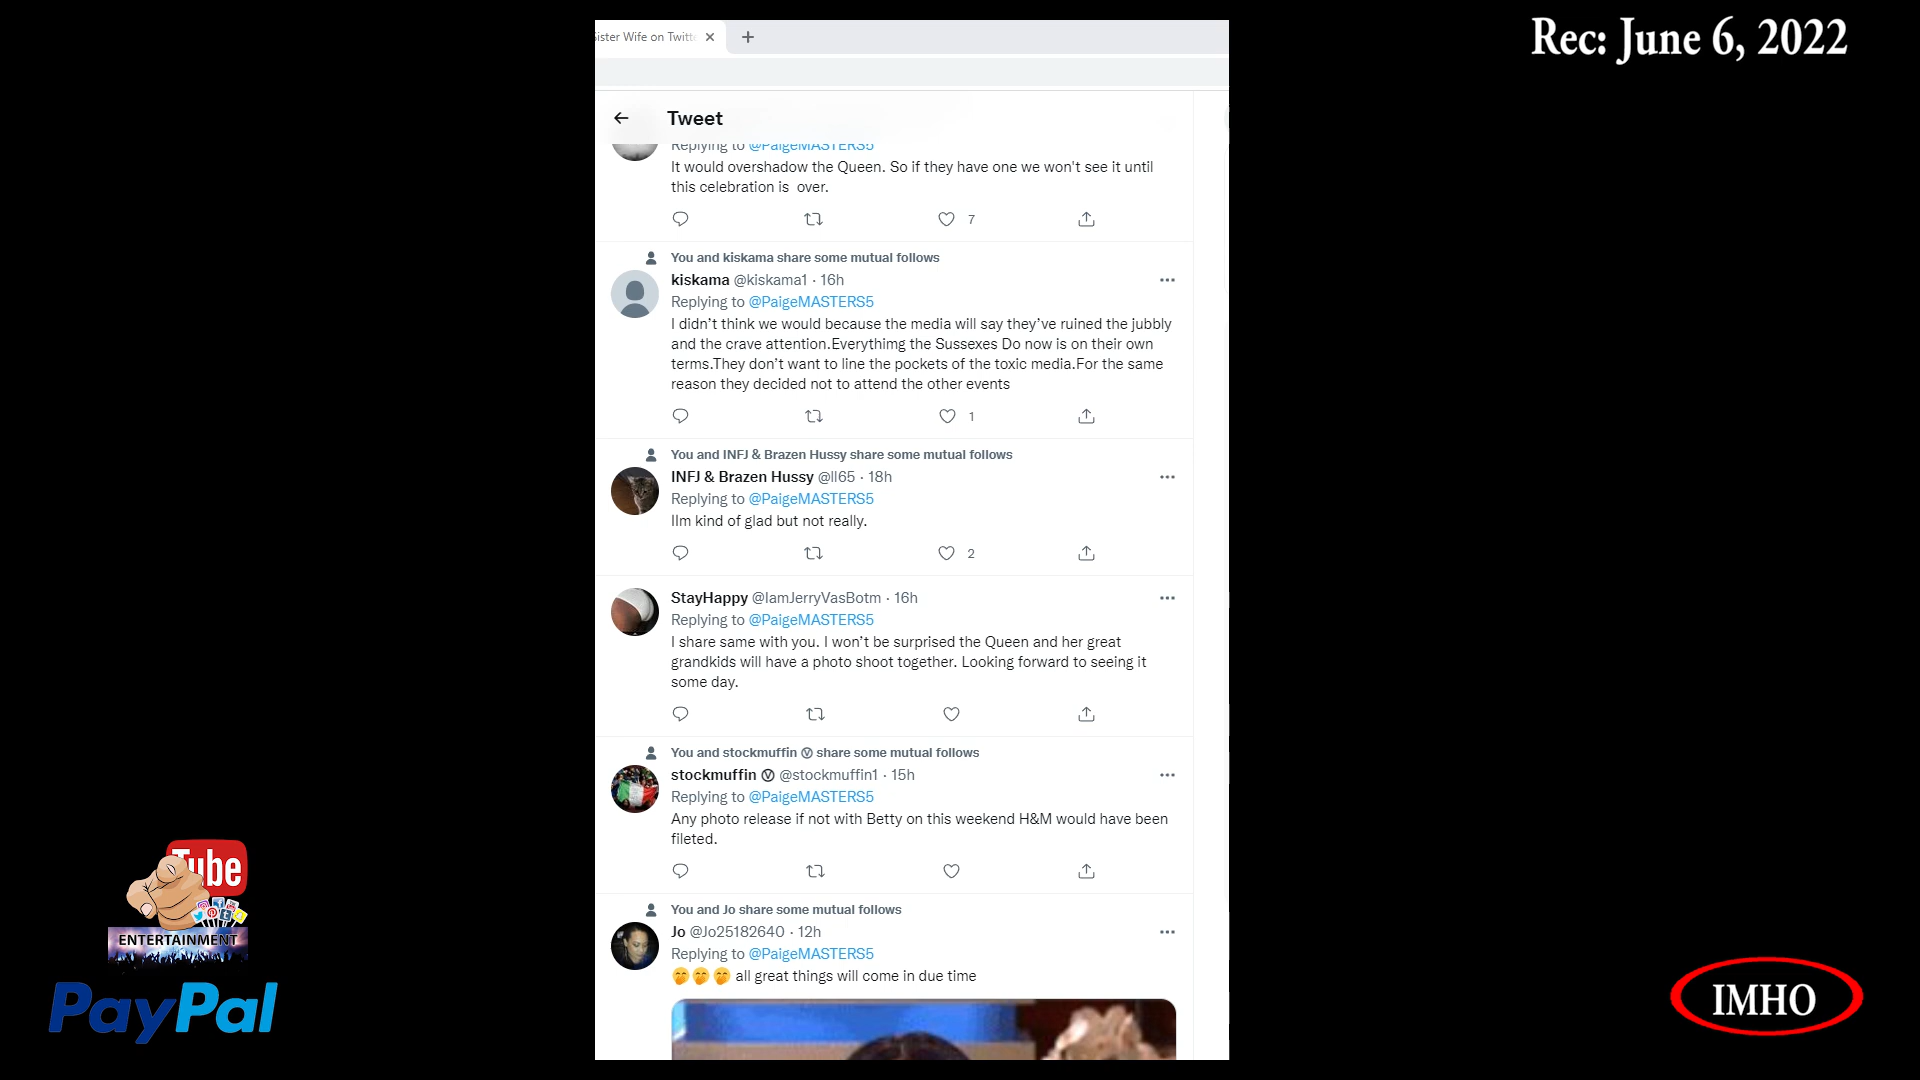 Rec: June 6, 2022
Sister Wife on Twitt
Tweet
Replying to @PaigeMASTERS5
It would overshadow the Queen. So if they have one we won't see it until
this celebration is  over.
7
You and kiskama share some mutual follows
kiskama @kiskama1 · 16h
Replying to @PaigeMASTERS5
I didn’t think we would because the media will say they’ve ruined the jubbly
and the crave attention.Everythimg the Sussexes Do now is on their own
terms.They don’t want to line the pockets of the toxic media.For the same
reason they decided not to attend the other events
1
You and INFJ & Brazen Hussy share some mutual follows
INFJ & Brazen Hussy @ll65 · 18h
Replying to @PaigeMASTERS5
IIm kind of glad but not really.
2
StayHappy @IamJerryVasBotm · 16h
Replying to @PaigeMASTERS5
I share same with you. I won’t be surprised the Queen and her great
grandkids will have a photo shoot together. Looking forward to seeing it
some day.
You and stockmuffin Ⓥ share some mutual follows
stockmuffin Ⓥ @stockmuffin1 · 15h
Replying to @PaigeMASTERS5
Any photo release if not with Betty on this weekend H&M would have been
fileted.
You and Jo share some mutual follows
Jo @Jo25182640 · 12h
Replying to @PaigeMASTERS5
🤭🤭🤭 all great things will come in due time
Tube
ENTERTAINMENT
PayPal
IMHO